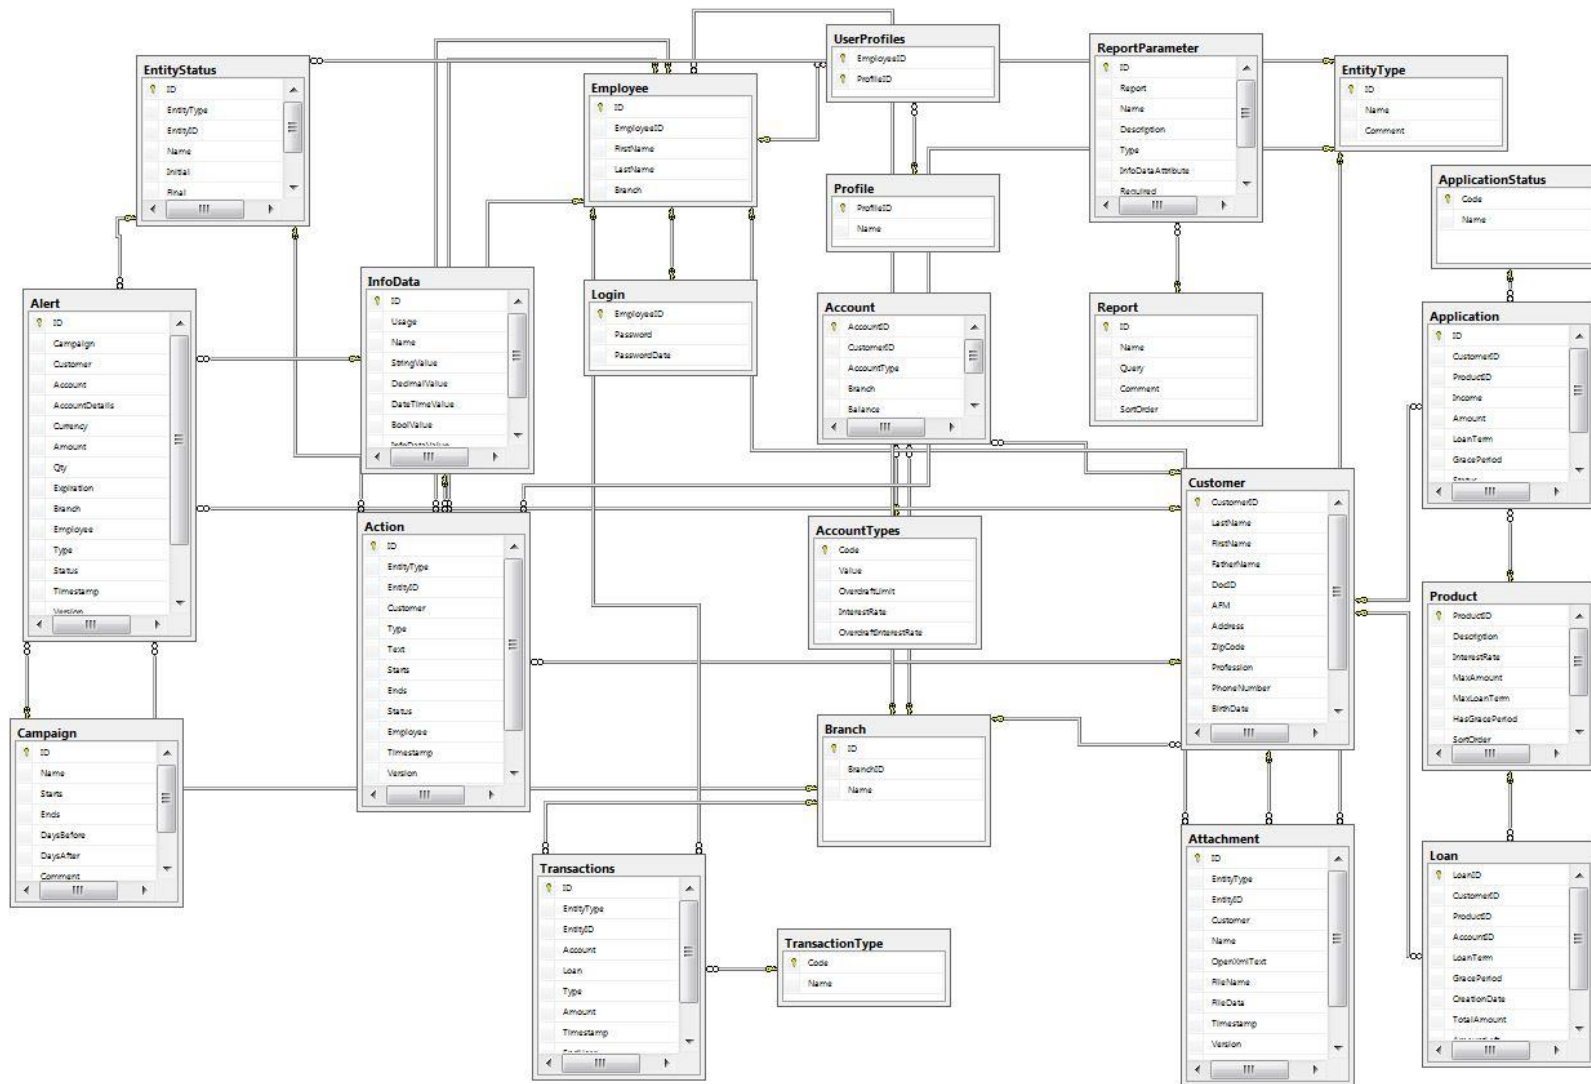 EntityStatus
ID
EntityType
EntityID
Name
Initial
Final
Employee
ID
EmployeeID
FirstName
LastName
Branch
UserProfiles
EmployeeID
ProfileID
ReportParameter
ID
Report
Name
Description
Type
InfoDataAttribute
Required
EntityType
ID
Name
Comment
Profile
ProfileID
Name
ApplicationStatus
Code
Name
Alert
ID
Campaign
Customer
Account
AccountDetails
Currency
Amount
Qty
Expiration
Branch
Employee
Type
Status
Timestamp
Version
InfoData
ID
Usage
Name
StringValue
DecimalValue
DateTimeValue
BoolValue
InfoDataValue
Login
EmployeeID
Password
PasswordDate
Account
AccountID
CustomerID
AccountType
Branch
Balance
Report
ID
Name
Query
Comment
SortOrder
Application
ID
CustomerID
ProductID
Income
Amount
LoanTerm
GracePeriod
Status
Action
ID
EntityType
EntityID
Customer
Type
Text
Starts
Ends
Status
Employee
Timestamp
Version
AccountTypes
Code
Value
OverdraftLimit
InterestRate
OverdraftInterestRate
Customer
CustomerID
LastName
FirstName
FatherName
DocID
AFM
Address
ZipCode
Profession
PhoneNumber
BirthDate
Product
ProductID
Description
InterestRate
MaxAmount
MaxLoanTerm
HasGracePeriod
SortOrder
Campaign
ID
Name
Starts
Ends
DaysBefore
DaysAfter
Comment
Branch
ID
BranchID
Name
Transactions
ID
EntityType
EntityID
Account
Loan
Type
Amount
Timestamp
TransactionType
Code
Name
Attachment
ID
EntityType
EntityID
Customer
Name
OpenXmlText
FileName
FileData
Timestamp
Version
Loan
LoanID
CustomerID
ProductID
AccountID
LoanTerm
GracePeriod
CreationDate
TotalAmount
AmountLeft